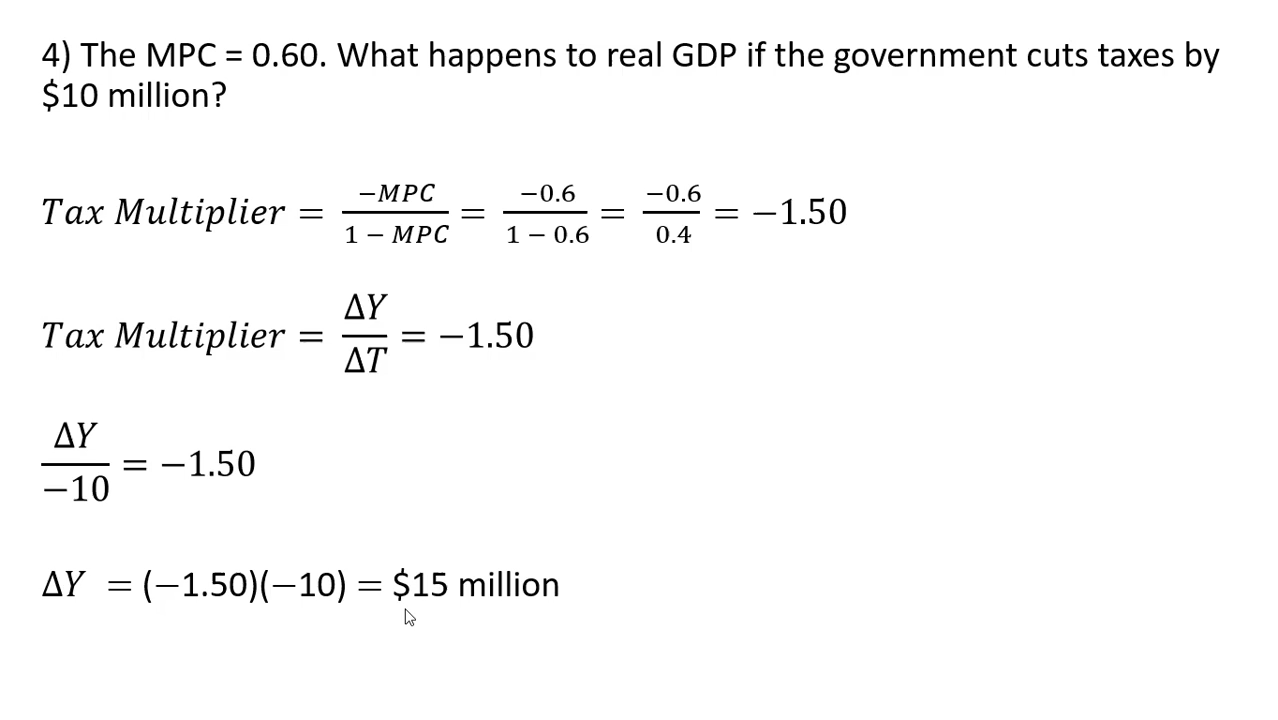 4) The MPC = 0.60. What happens to real GDP if the government cuts taxes by
$10 million?
Tax Multiplier = −MPC / 1 − MPC = −0.6 / 1 − 0.6 = −0.6 / 0.4 = −1.50
Tax Multiplier = ΔY / ΔT = −1.50
ΔY / −10 = −1.50
ΔY = (−1.50)(−10) = $15 million